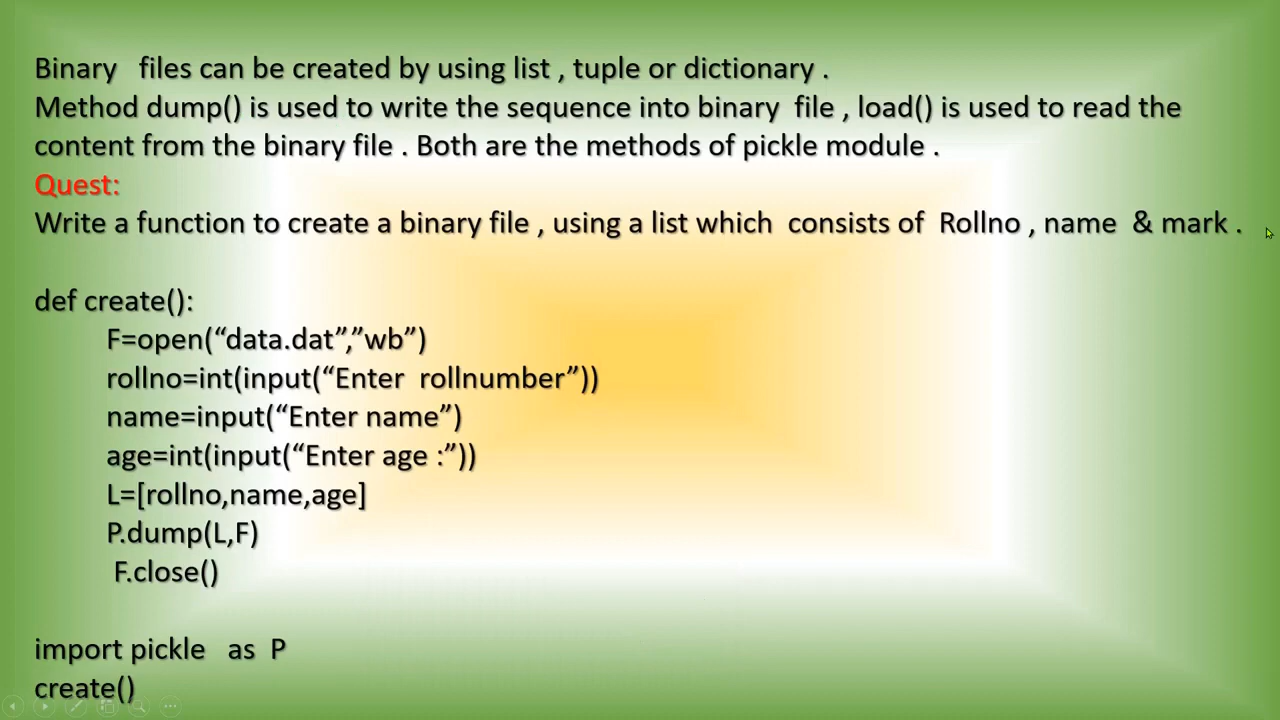 Binary files can be created by using list , tuple or dictionary .
Method dump() is used to write the sequence into binary file , load() is used to read the
content from the binary file . Both are the methods of pickle module .
Quest:
Write a function to create a binary file , using a list which consists of Rollno , name & mark .
def create():
F=open(“data.dat”,”wb”)
rollno=int(input(“Enter rollnumber”))
name=input(“Enter name”)
age=int(input(“Enter age :”))
L=[rollno,name,age]
P.dump(L,F)
F.close()
import pickle as P
create()